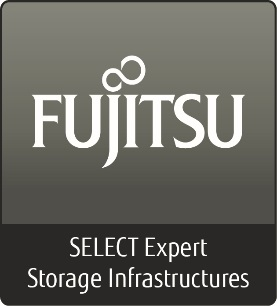 FUJITSU
SELECT Expert
Storage Infrastructures